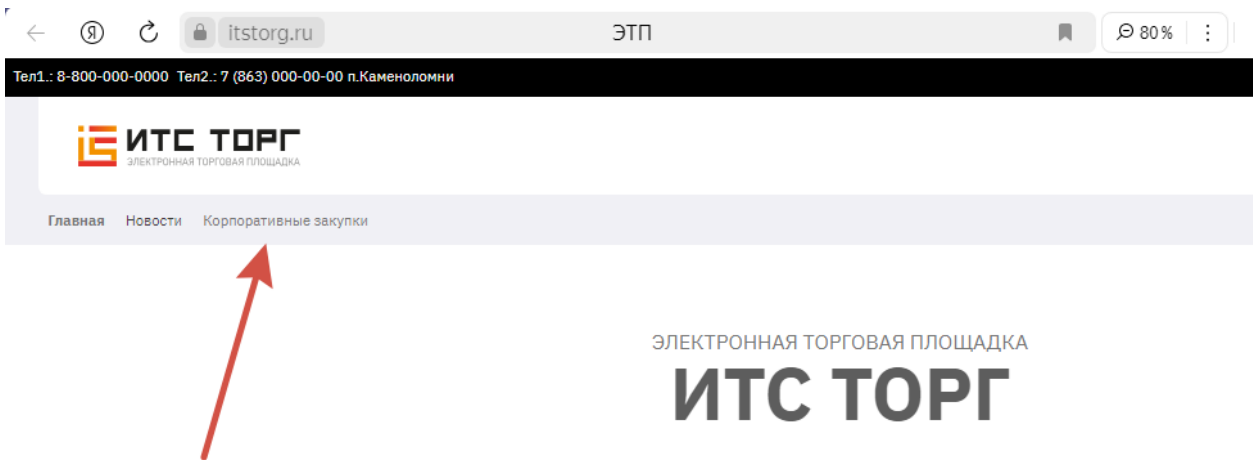 itstorg.ru ЭТП 80 %
Тел1.: 8-800-000-0000 Тел2.: 7 (863) 000-00-00 п.Каменоломни
ИТС ТОРГ
ЭЛЕКТРОННАЯ ТОРГОВАЯ ПЛОЩАДКА
Главная Новости Корпоративные закупки
ЭЛЕКТРОННАЯ ТОРГОВАЯ ПЛОЩАДКА
ИТС ТОРГ